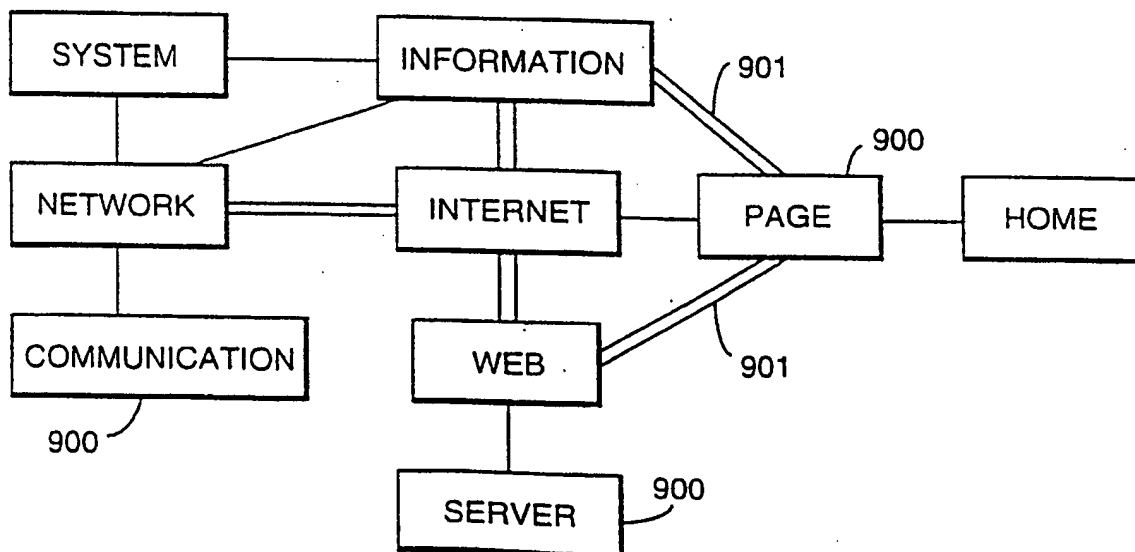 SYSTEM
INFORMATION
901
900
NETWORK
INTERNET
PAGE
HOME
COMMUNICATION
WEB
901
900
SERVER
900